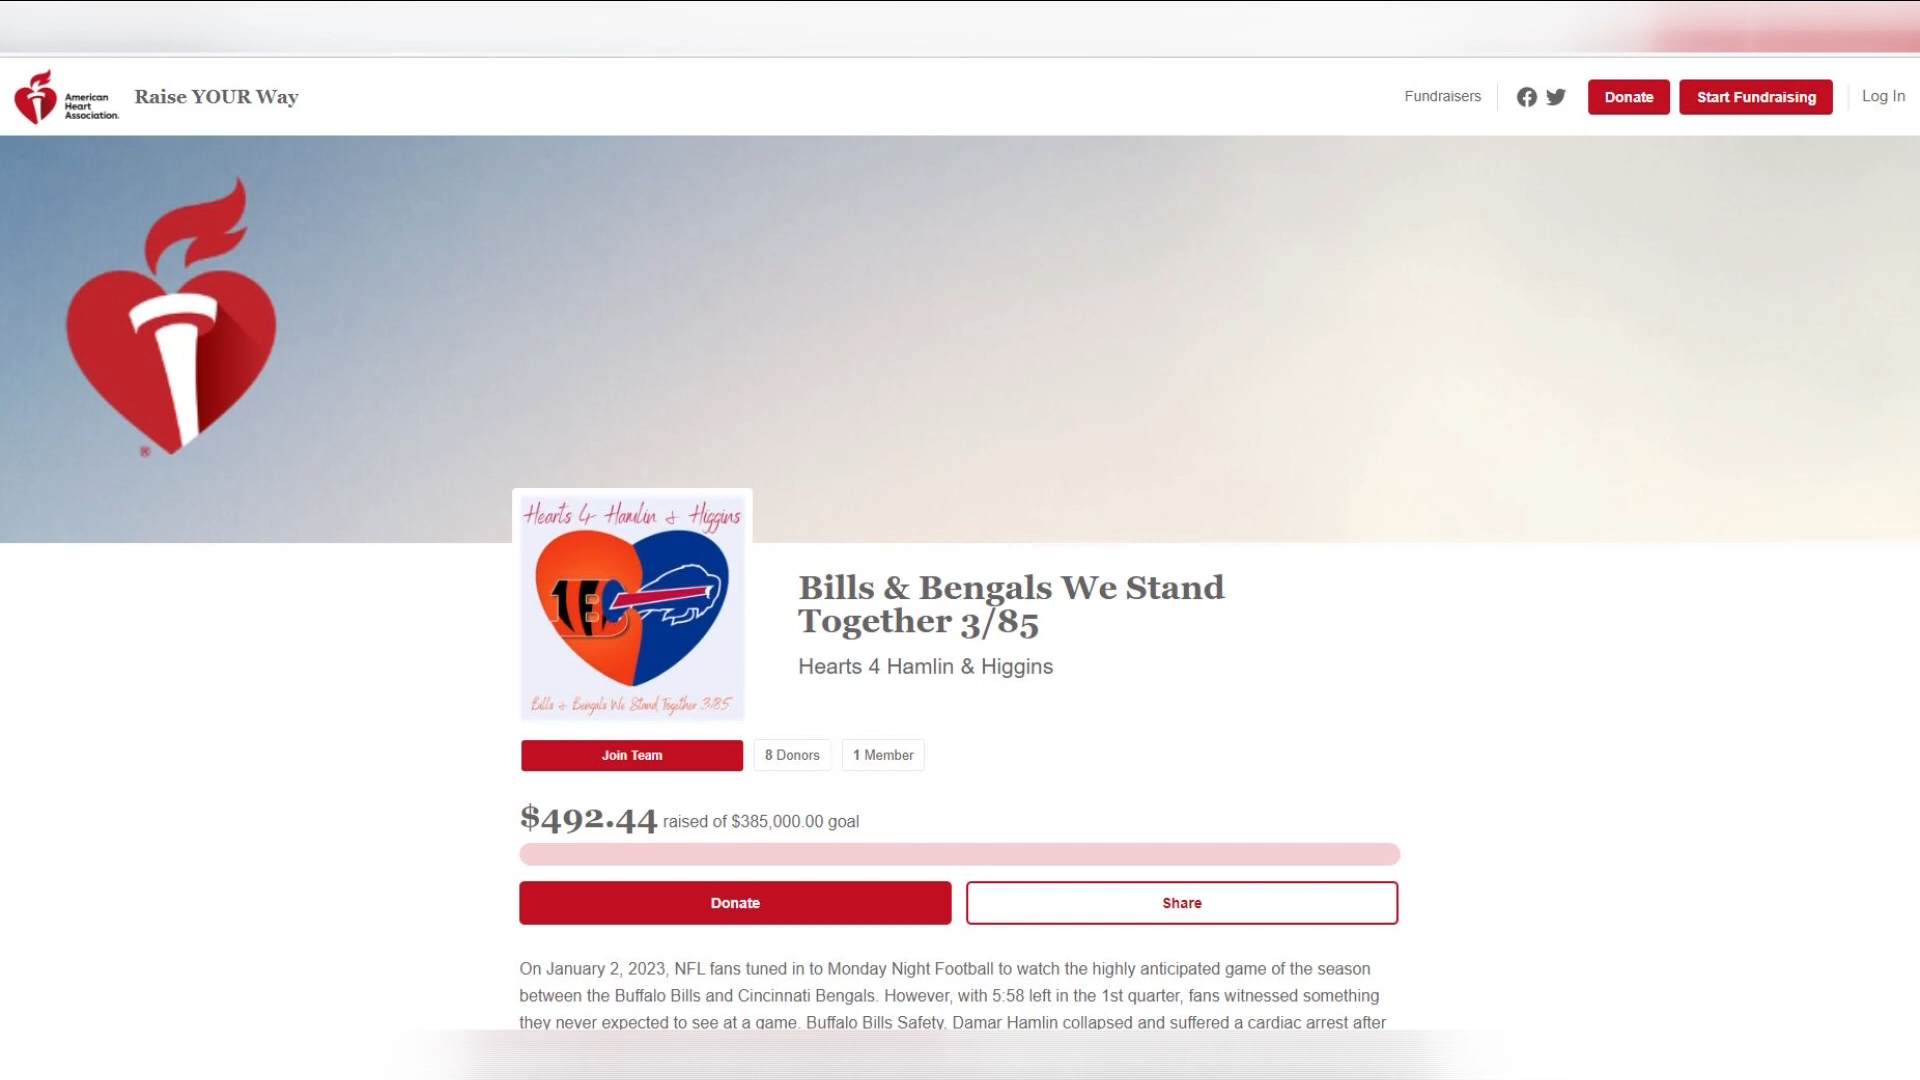 American
Heart
Association.
Raise YOUR Way
Fundraisers
Donate
Start Fundraising
Log In
®
Hearts 4 Hamlin & Higgins
B
Bills & Bengals We Stand Together 3/85
Bills & Bengals We Stand
Together 3/85
Hearts 4 Hamlin & Higgins
Join Team
8 Donors
1 Member
$492.44 raised of $385,000.00 goal
Donate
Share
On January 2, 2023, NFL fans tuned in to Monday Night Football to watch the highly anticipated game of the season
between the Buffalo Bills and Cincinnati Bengals. However, with 5:58 left in the 1st quarter, fans witnessed something
they never expected to see at a game. Buffalo Bills Safety, Damar Hamlin collapsed and suffered a cardiac arrest after